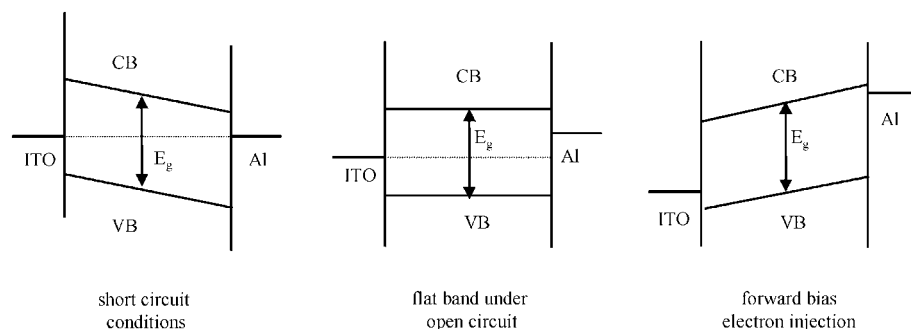 CB
ITO
E_g
Al
VB
short circuit
conditions
CB
ITO
E_g
Al
VB
flat band under
open circuit
CB
ITO
E_g
Al
VB
forward bias
electron injection